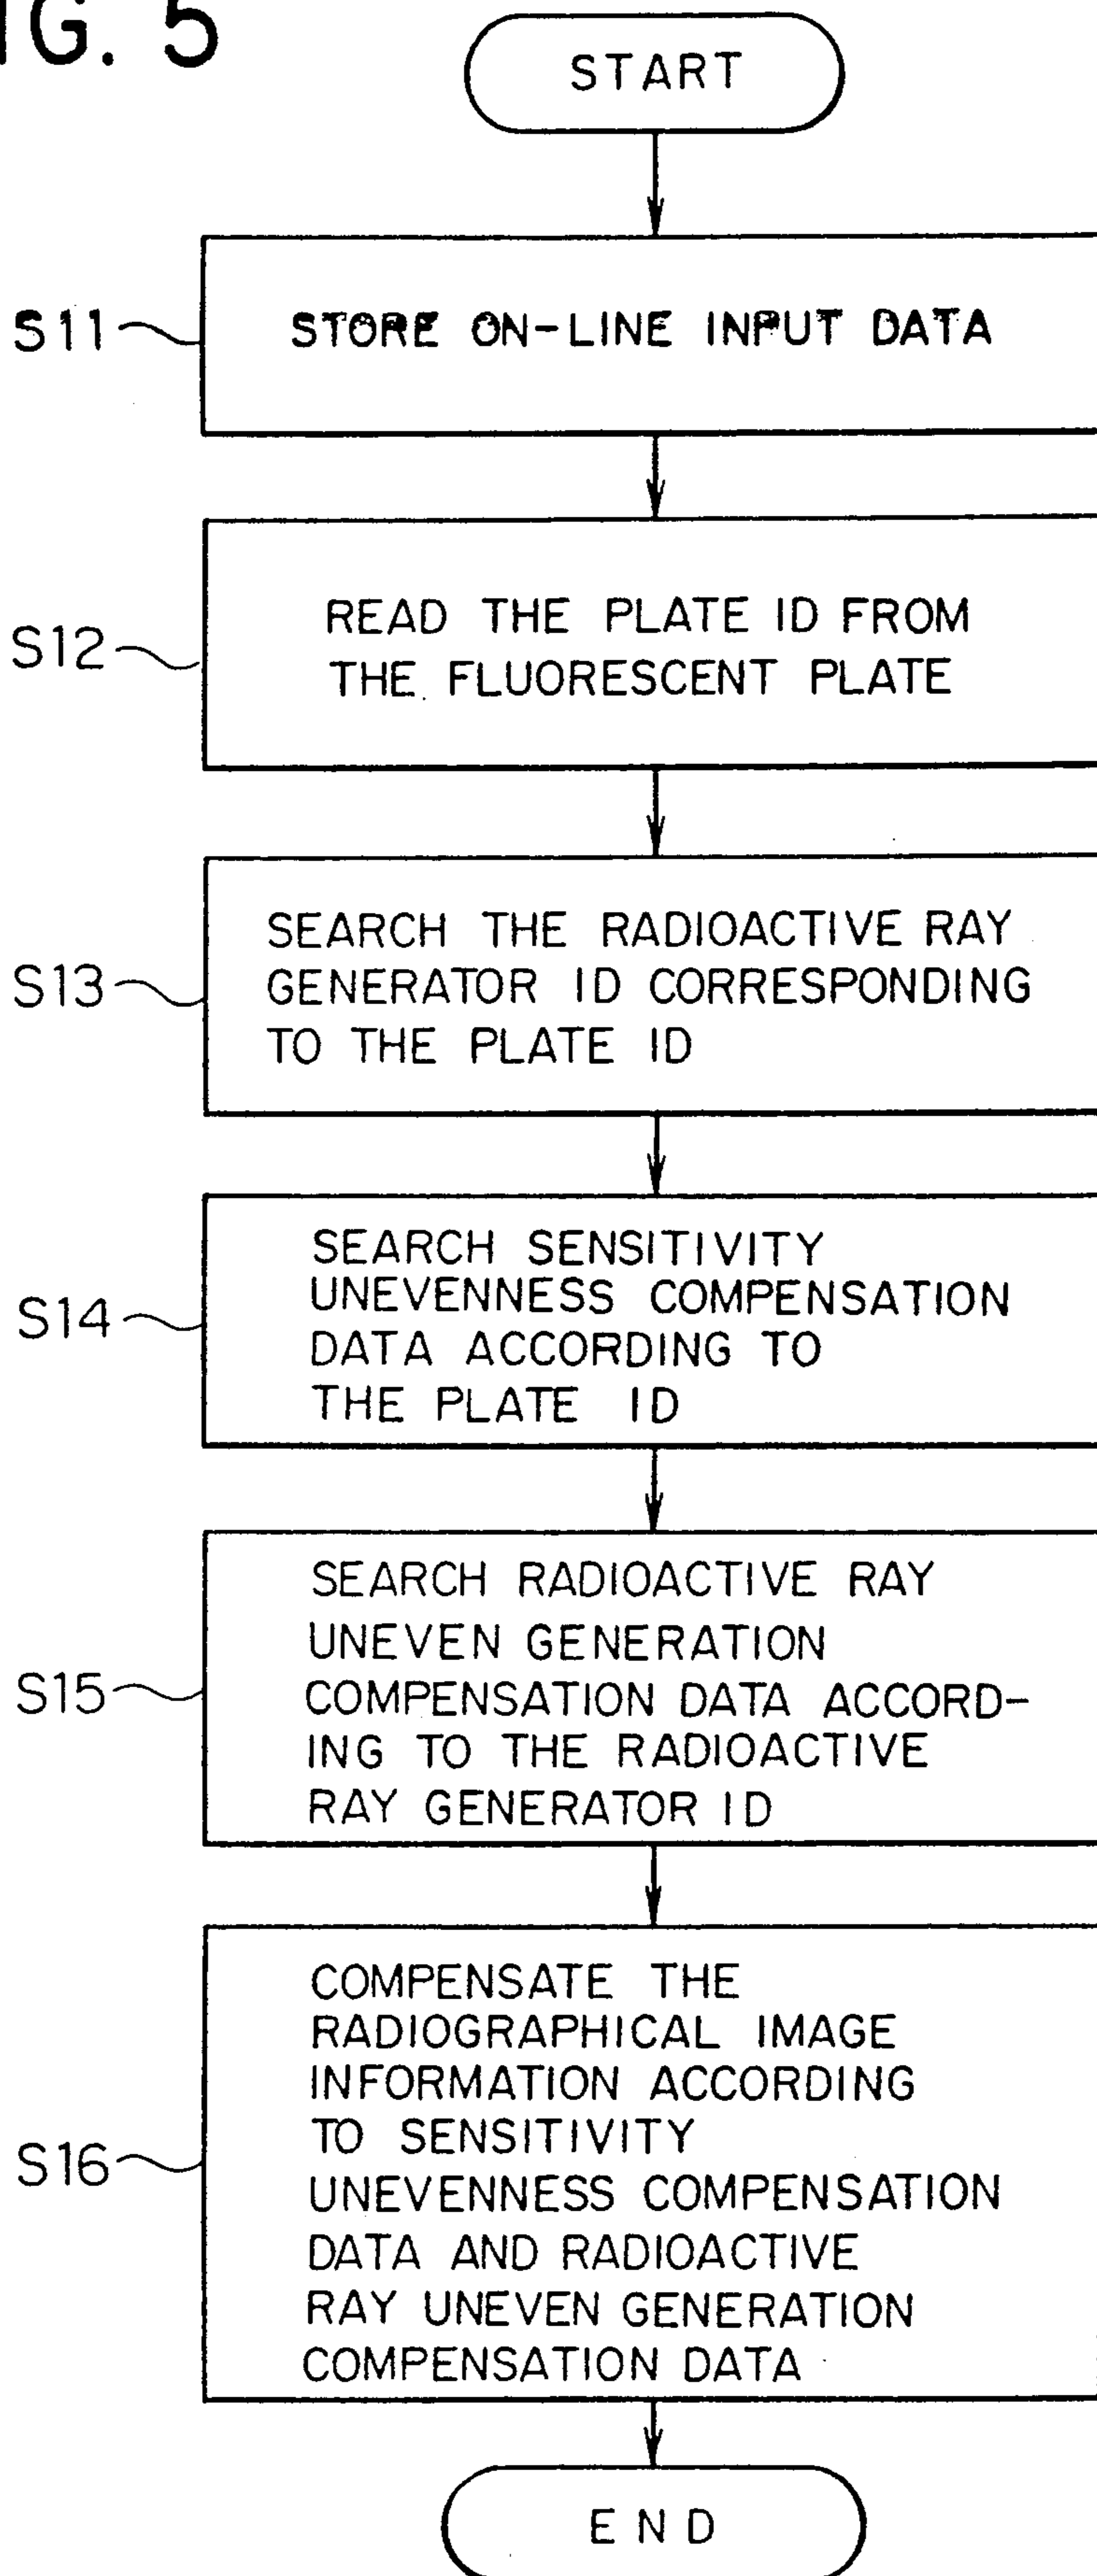 IG. 5
START
S11
STORE ON-LINE INPUT DATA
S12
READ THE PLATE ID FROM
THE FLUORESCENT PLATE
S13
SEARCH THE RADIOACTIVE RAY
GENERATOR ID CORRESPONDING
TO THE PLATE ID
S14
SEARCH SENSITIVITY
UNEVENNESS COMPENSATION
DATA ACCORDING TO
THE PLATE ID
S15
SEARCH RADIOACTIVE RAY
UNEVEN GENERATION
COMPENSATION DATA ACCORD-
ING TO THE RADIOACTIVE
RAY GENERATOR ID
S16
COMPENSATE THE
RADIOGRAPHICAL IMAGE
INFORMATION ACCORDING
TO SENSITIVITY
UNEVENNESS COMPENSATION
DATA AND RADIOACTIVE
RAY UNEVEN GENERATION
COMPENSATION DATA
END